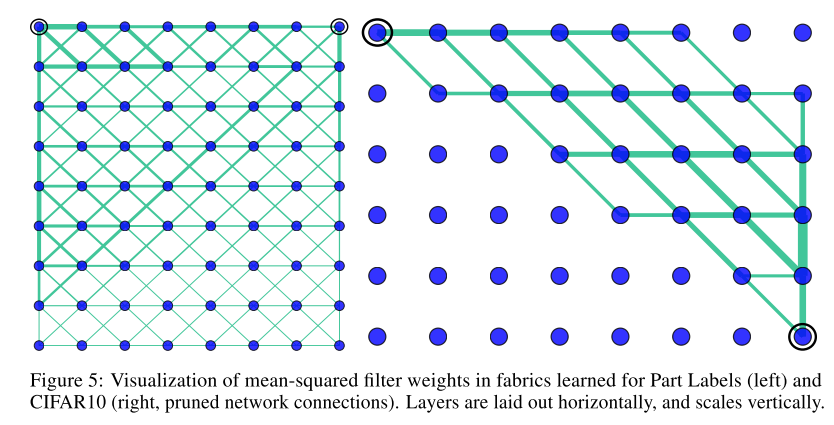 Figure 5: Visualization of mean-squared filter weights in fabrics learned for Part Labels (left) and
CIFAR10 (right, pruned network connections). Layers are laid out horizontally, and scales vertically.